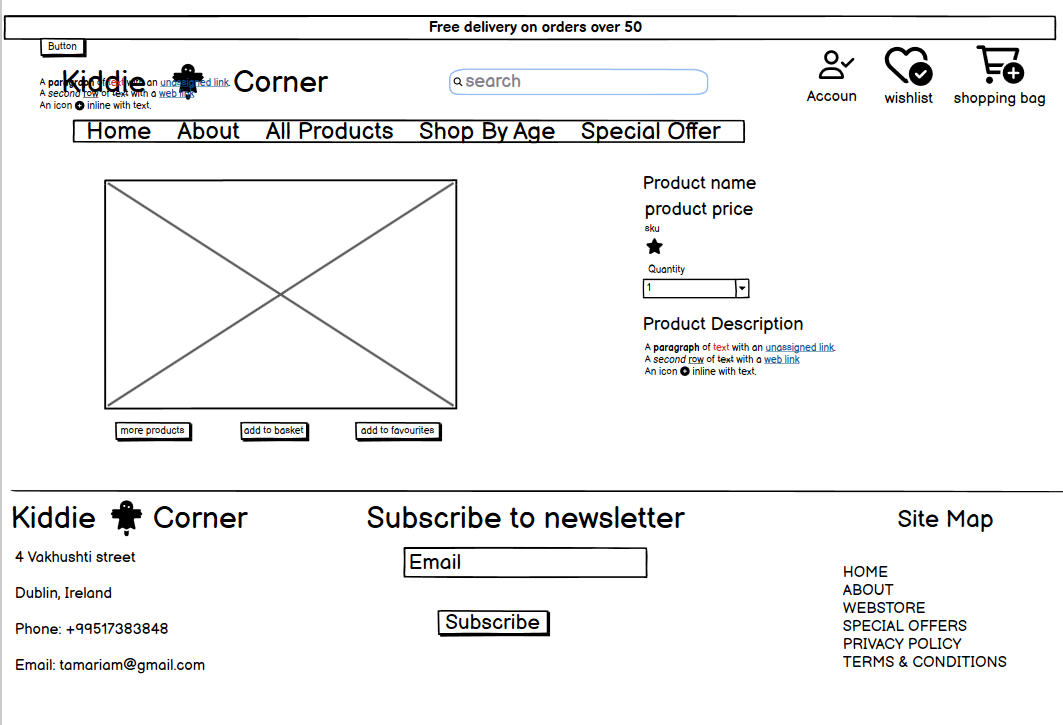 Free delivery on orders over 50
Button
Kiddie Corner
A paragraph of text with an unassigned link.
A second row of text with a web link
An icon inline with text.
search
Accoun
wishlist
shopping bag
Home About All Products Shop By Age Special Offer
Product name
product price
sku
Quantity
1
Product Description
A paragraph of text with an unassigned link.
A second row of text with a web link
An icon inline with text.
more products
add to basket
add to favourites
Kiddie Corner
4 Vakhushti street
Dublin, Ireland
Phone: +99517383848
Email: tamariam@gmail.com
Subscribe to newsletter
Email
Subscribe
Site Map
HOME
ABOUT
WEBSTORE
SPECIAL OFFERS
PRIVACY POLICY
TERMS & CONDITIONS